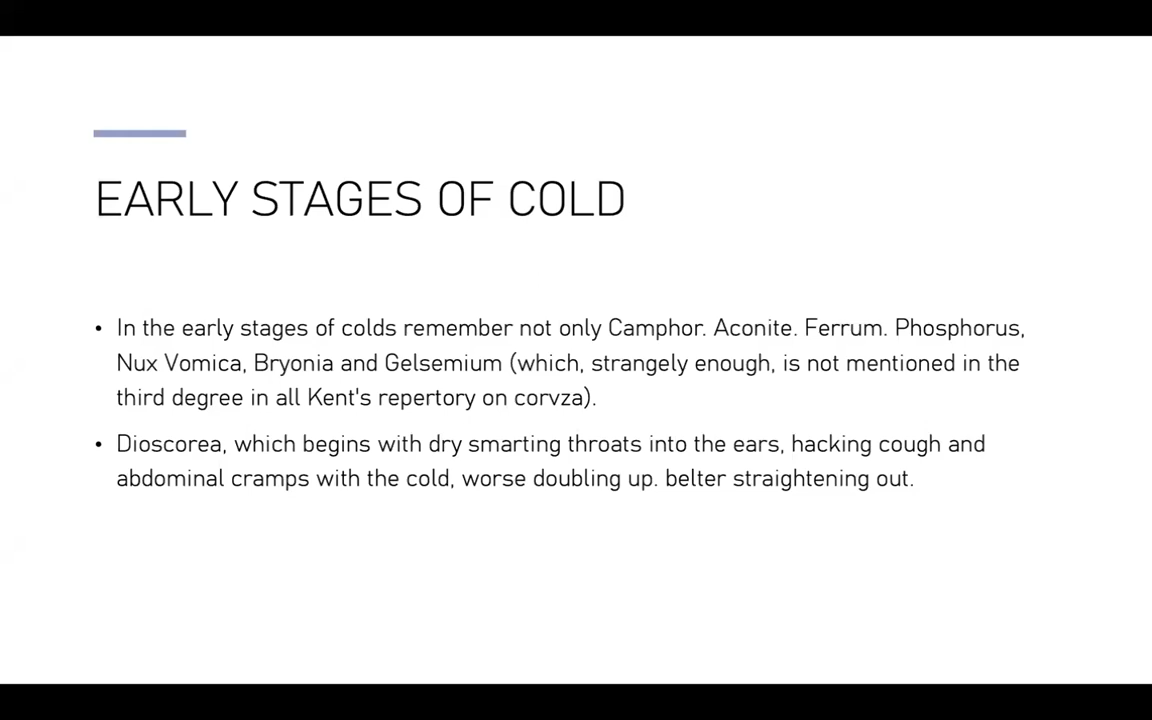 EARLY STAGES OF COLD
• In the early stages of colds remember not only Camphor. Aconite. Ferrum. Phosphorus,
Nux Vomica, Bryonia and Gelsemium (which, strangely enough, is not mentioned in the
third degree in all Kent's repertory on corvza).
• Dioscorea, which begins with dry smarting throats into the ears, hacking cough and
abdominal cramps with the cold, worse doubling up. belter straightening out.